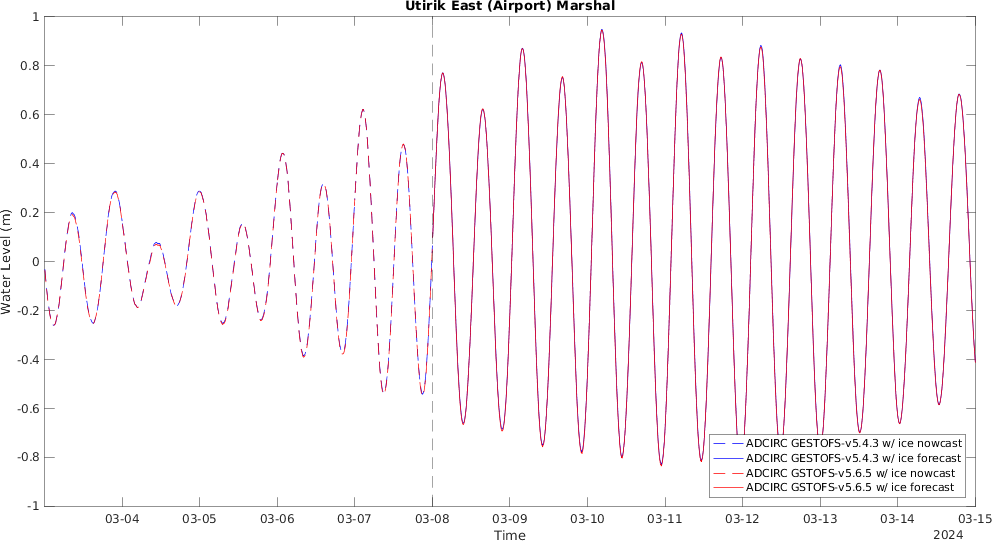 Utirik East (Airport) Marshal
1
0.8
0.6
0.4
0.2
0
-0.2
-0.4
-0.6
-0.8
-1
Water Level (m)
ADCIRC GESTOFS-v5.4.3 w/ ice nowcast
ADCIRC GESTOFS-v5.4.3 w/ ice forecast
ADCIRC GSTOFS-v5.6.5 w/ ice nowcast
ADCIRC GSTOFS-v5.6.5 w/ ice forecast
03-04 03-05 03-06 03-07 03-08 03-09 03-10 03-11 03-12 03-13 03-14 03-15
Time
2024